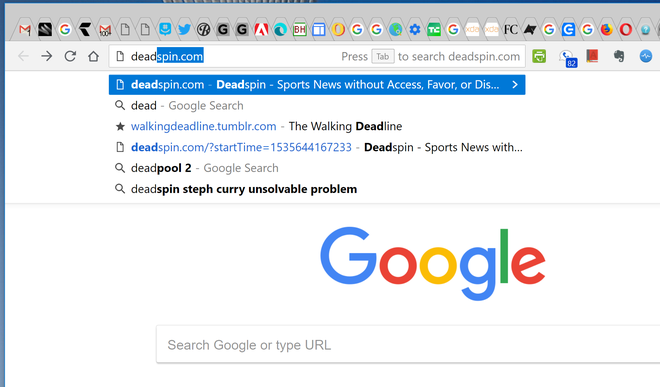 deadspin.com Press Tab to search deadspin.com 82
deadspin.com - Deadspin - Sports News without Access, Favor, or Dis...
dead - Google Search
walkingdeadline.tumblr.com - The Walking Deadline
deadspin.com/?startTime=1535644167233 - Deadspin - Sports News with...
deadpool 2 - Google Search
deadspin steph curry unsolvable problem
Google
Search Google or type URL